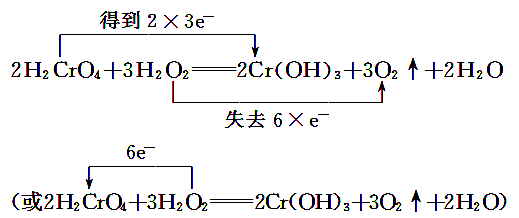 得到 2 × 3e⁻
2H₂CrO₄+3H₂O₂══2Cr(OH)₃+3O₂↑+2H₂O
失去 6×e⁻
6e⁻
(或2H₂CrO₄+3H₂O₂══2Cr(OH)₃+3O₂↑+2H₂O)